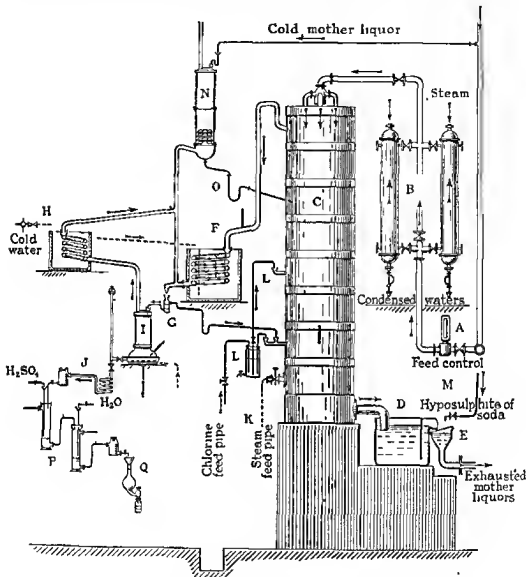 Cold mother liquor
Steam
N
O
C
B
H
Cold
water
F
L
Condensed waters
A
I
G
Feed control
M
J
L
H₂SO₄
H₂O
K
D
Hyposulphite of
soda
E
P
Q
Chlorine
feed pipe
Steam
feed pipe
Exhausted
mother
liquors